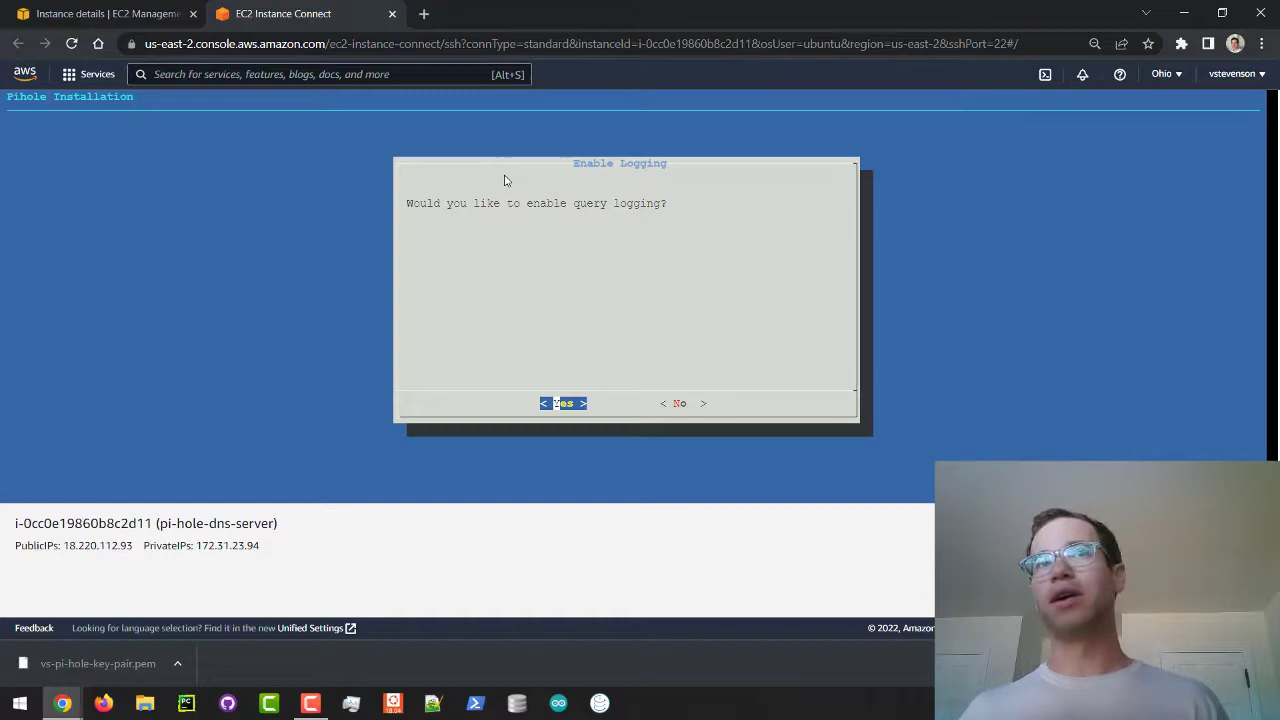 Instance details | EC2 Manageme
EC2 Instance Connect
us-east-2.console.aws.amazon.com/ec2-instance-connect/ssh?connType=standard&instanceId=i-0cc0e19860b8c2d11&osUser=ubuntu&region=us-east-2&sshPort=22#/
aws
Services
Search for services, features, blogs, docs, and more
[Alt+S]
Ohio
vstevenson
Pihole Installation
Enable Logging
Would you like to enable query logging?
< Yes >
< No >
i-0cc0e19860b8c2d11 (pi-hole-dns-server)
PublicIPs: 18.220.112.93 PrivateIPs: 172.31.23.94
Feedback
Looking for language selection? Find it in the new Unified Settings
© 2022, Amazon
vs-pi-hole-key-pair.pem
PC
C
C
18.04